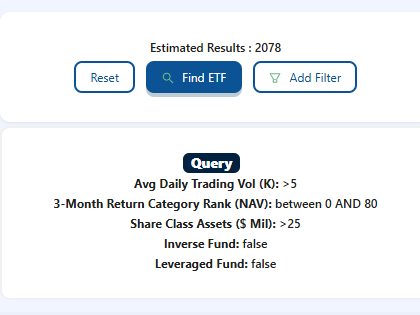 Estimated Results : 2078
Reset
Find ETF
Add Filter
Query
Avg Daily Trading Vol (K): >5
3-Month Return Category Rank (NAV): between 0 AND 80
Share Class Assets ($ Mil): >25
Inverse Fund: false
Leveraged Fund: false